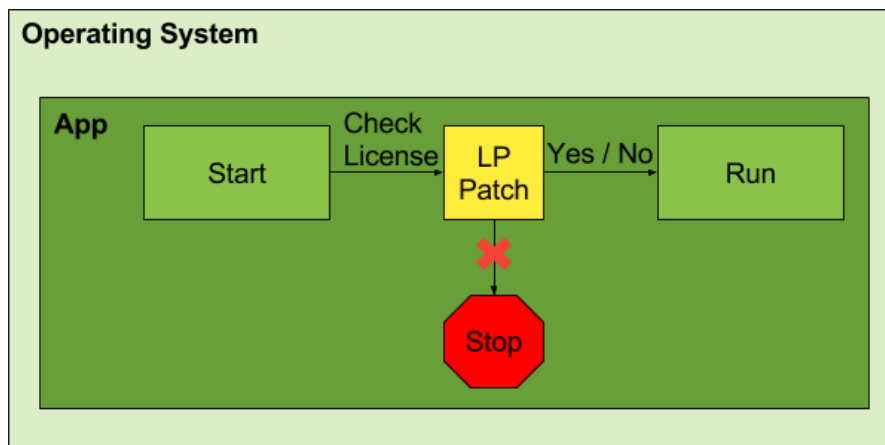 Operating System
App
Start
Check
License
LP
Patch
Yes / No
Run
Stop